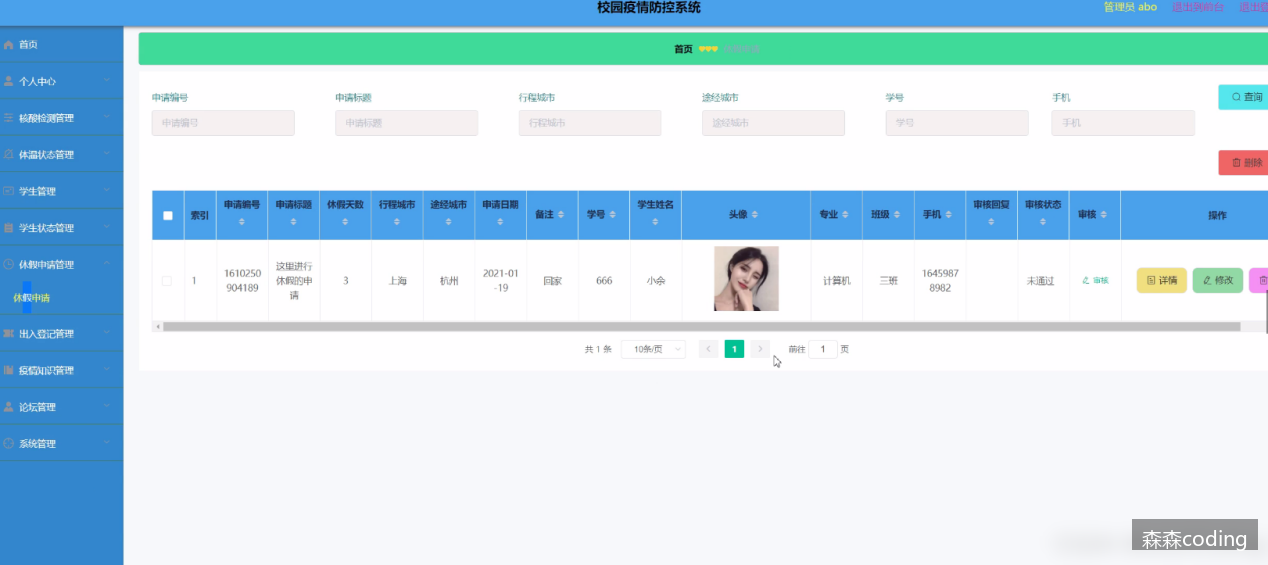 校园疫情防控系统
管理员 abo 退出到前台
首页
个人中心
核酸检测管理
体温状态管理
学生管理
学生状态管理
休假申请管理
休假申请
出入登记管理
疫情知识管理
论坛管理
系统管理
首页
申请编号 申请标题 行程城市 途经城市 学号 手机
申请编号 申请标题 行程城市 途经城市 学号 手机 查询
删除
索引 申请编号 申请标题 休假天数 行程城市 途经城市 申请日期 备注 学号 学生姓名 头像 专业 班级 手机 审核回复 审核状态 审核 操作
1 1610250904189 这里进行休假的申请 3 上海 杭州 2021-01-19 回家 666 小余 计算机 三班 16459878982 未通过 审核 详情 修改
共 1 条 10条/页 1 前往 1 页
森森coding